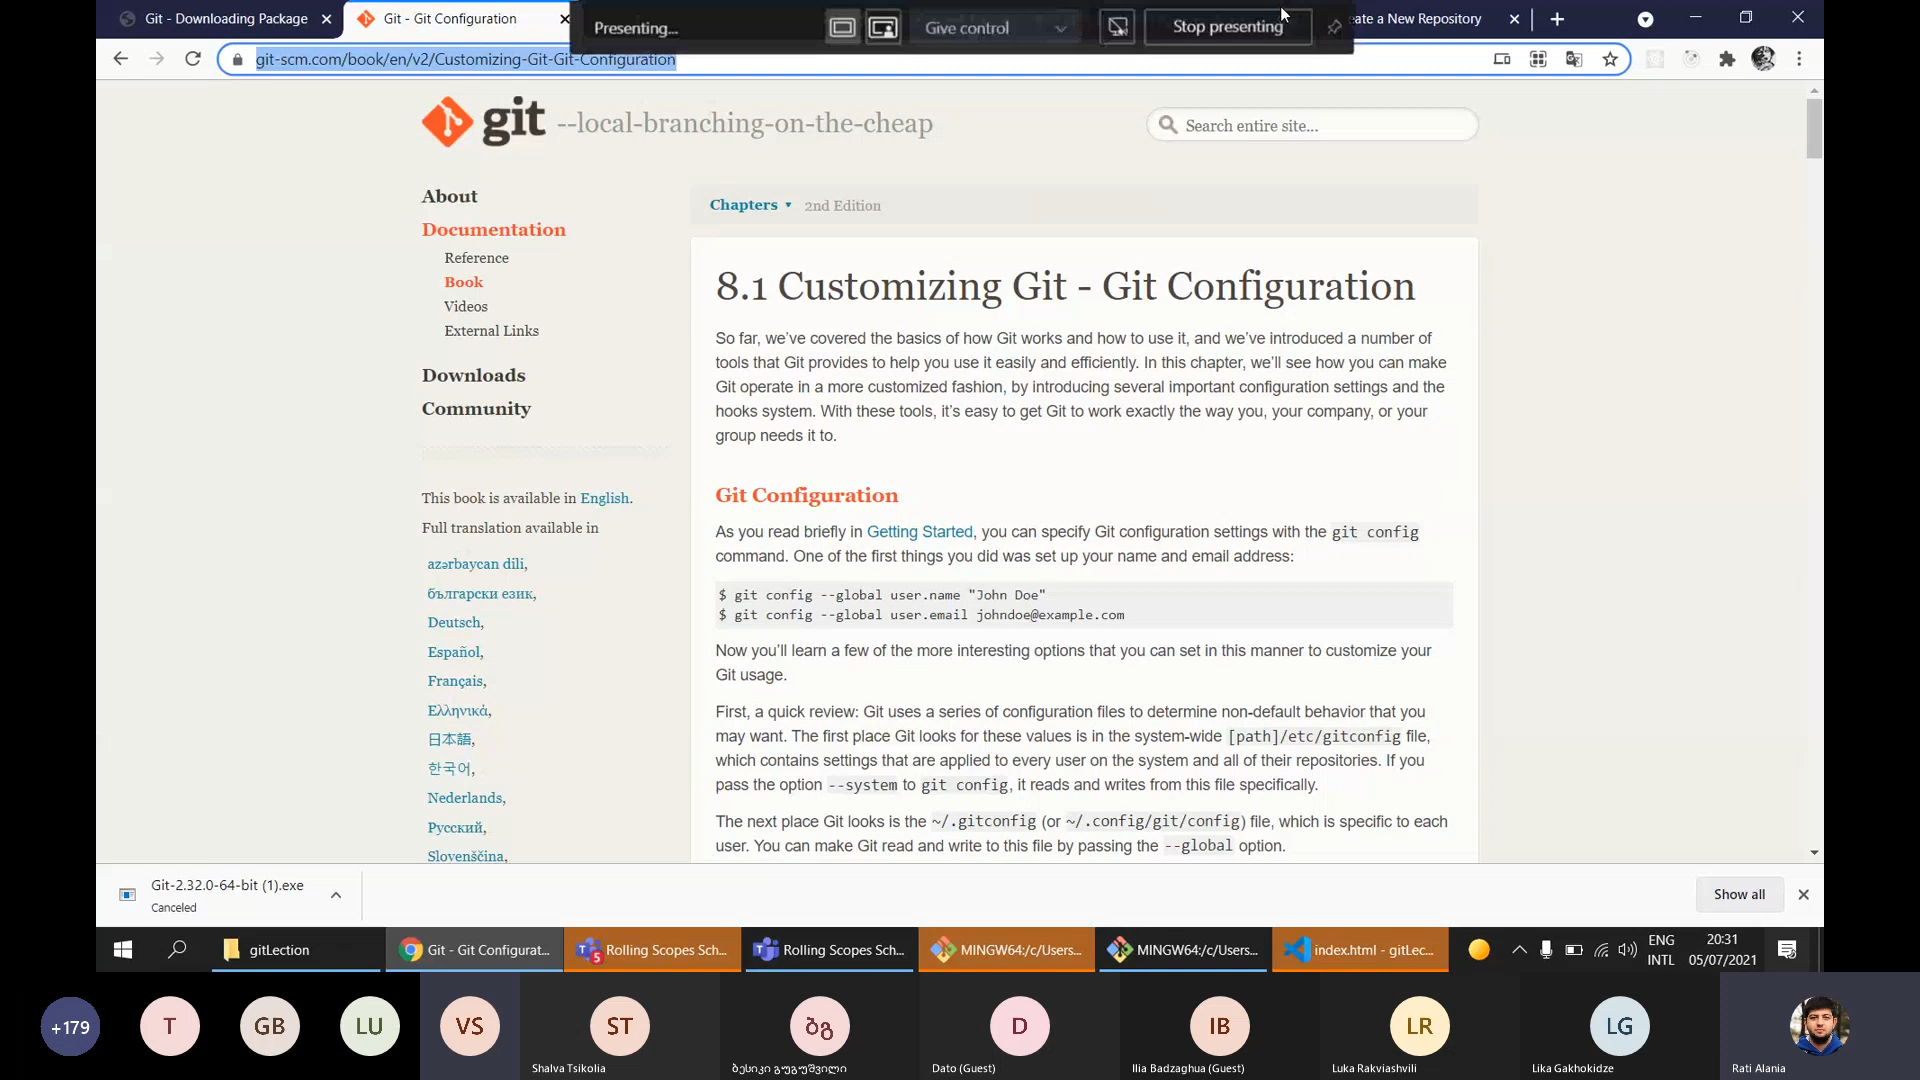 Git - Downloading Package
Git - Git Configuration
Presenting...
Give control
Stop presenting
eate a New Repository
git-scm.com/book/en/v2/Customizing-Git-Git-Configuration
git --local-branching-on-the-cheap
Search entire site...
About
Documentation
Reference
Book
Videos
External Links
Downloads
Community
This book is available in English.
Full translation available in
azərbaycan dili,
български език,
Deutsch,
Español,
Français,
Ελληνικά,
日本語,
한국어,
Nederlands,
Русский,
Slovenščina,
Chapters ▾ 2nd Edition
8.1 Customizing Git - Git Configuration
So far, we’ve covered the basics of how Git works and how to use it, and we’ve introduced a number of
tools that Git provides to help you use it easily and efficiently. In this chapter, we’ll see how you can make
Git operate in a more customized fashion, by introducing several important configuration settings and the
hooks system. With these tools, it’s easy to get Git to work exactly the way you, your company, or your
group needs it to.
Git Configuration
As you read briefly in Getting Started, you can specify Git configuration settings with the git config
command. One of the first things you did was set up your name and email address:
$ git config --global user.name "John Doe"
$ git config --global user.email johndoe@example.com
Now you’ll learn a few of the more interesting options that you can set in this manner to customize your
Git usage.
First, a quick review: Git uses a series of configuration files to determine non-default behavior that you
may want. The first place Git looks for these values is in the system-wide [path]/etc/gitconfig file,
which contains settings that are applied to every user on the system and all of their repositories. If you
pass the option --system to git config, it reads and writes from this file specifically.
The next place Git looks is the ~/.gitconfig (or ~/.config/git/config) file, which is specific to each
user. You can make Git read and write to this file by passing the --global option.
Git-2.32.0-64-bit (1).exe
Canceled
Show all
gitLection
Git - Git Configurat...
5
Rolling Scopes Sch...
Rolling Scopes Sch...
MINGW64:/c/Users...
MINGW64:/c/Users...
index.html - gitLec...
ENG
INTL
20:31
05/07/2021
+179
T
GB
LU
VS
ST
Shalva Tsikolia
ბგ
ბესიკი გუგუშვილი
D
Dato (Guest)
IB
Ilia Badzaghua (Guest)
LR
Luka Rakviashvili
LG
Lika Gakhokidze
Rati Alania